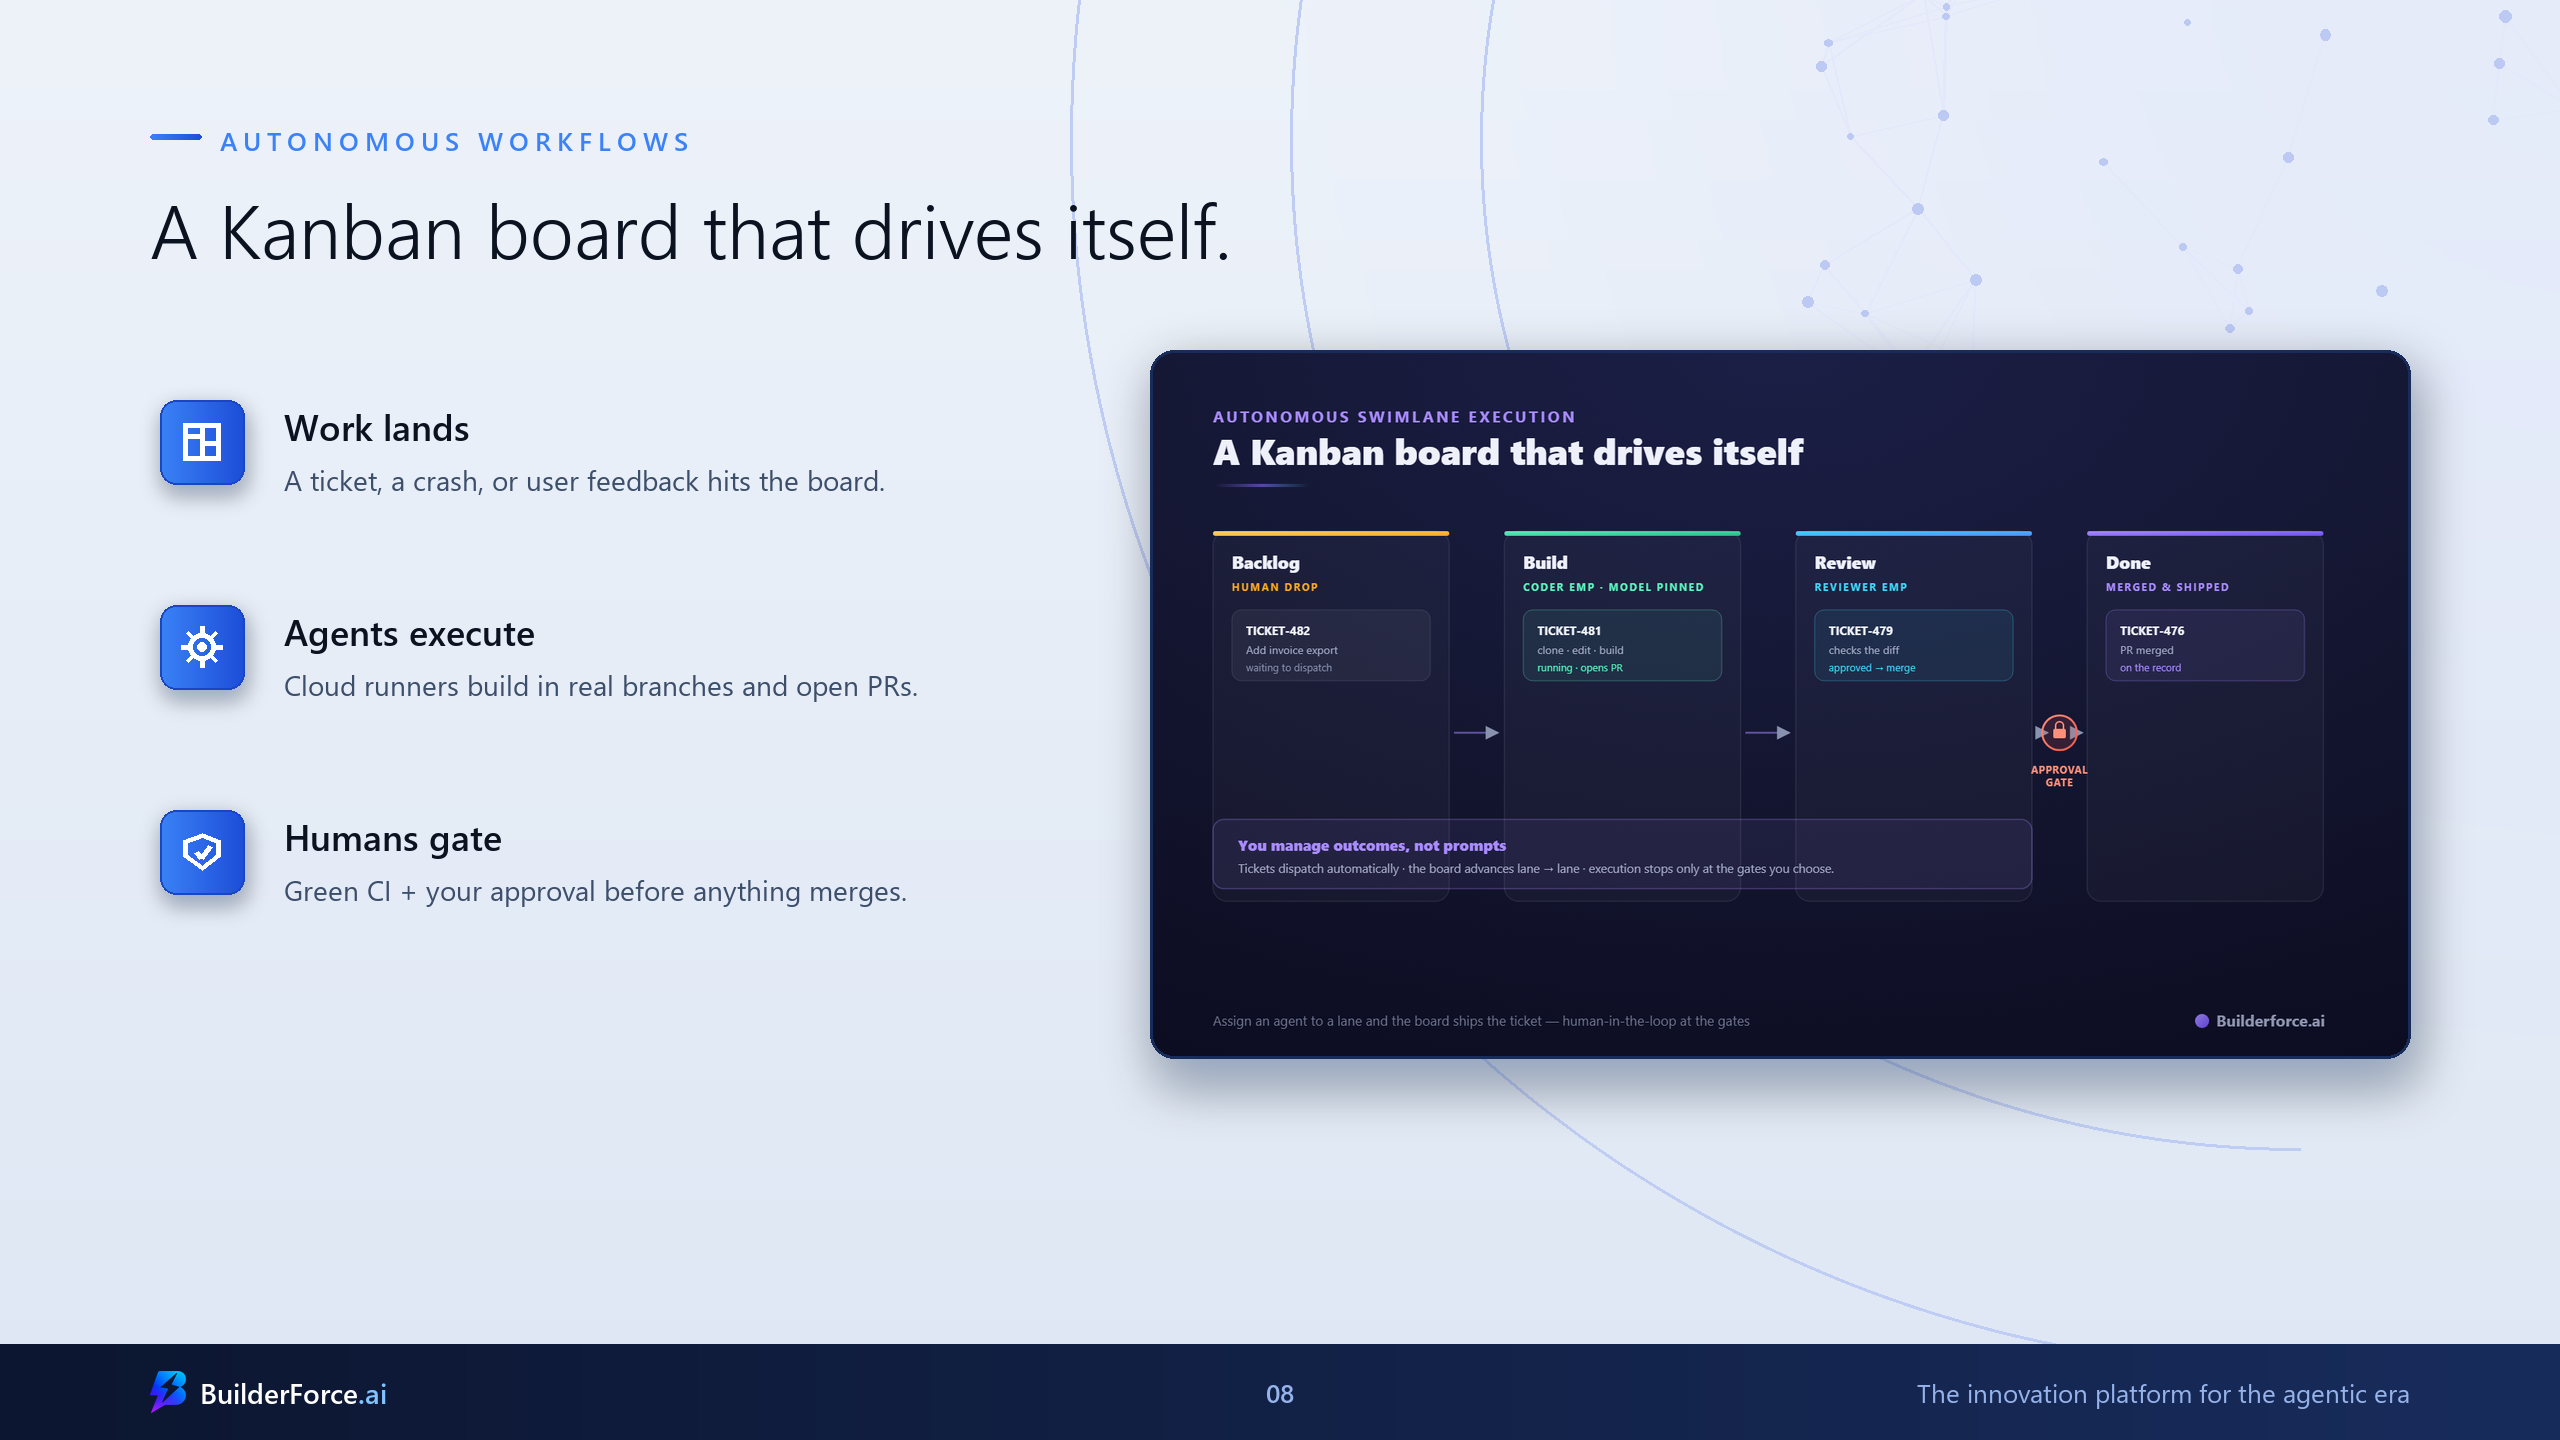 AUTONOMOUS WORKFLOWS
A Kanban board that drives itself.
Work lands
A ticket, a crash, or user feedback hits the board.
Agents execute
Cloud runners build in real branches and open PRs.
Humans gate
Green CI + your approval before anything merges.
AUTONOMOUS SWIMLANE EXECUTION
A Kanban board that drives itself
Backlog
HUMAN DROP
TICKET-482
Add invoice export
waiting to dispatch
Build
CODER EMP · MODEL PINNED
TICKET-481
clone · edit · build
running · opens PR
Review
REVIEWER EMP
TICKET-479
checks the diff
approved → merge
APPROVAL
GATE
Done
MERGED & SHIPPED
TICKET-476
PR merged
on the record
You manage outcomes, not prompts
Tickets dispatch automatically · the board advances lane → lane · execution stops only at the gates you choose.
Assign an agent to a lane and the board ships the ticket — human-in-the-loop at the gates
Builderforce.ai
BuilderForce.ai
08
The innovation platform for the agentic era